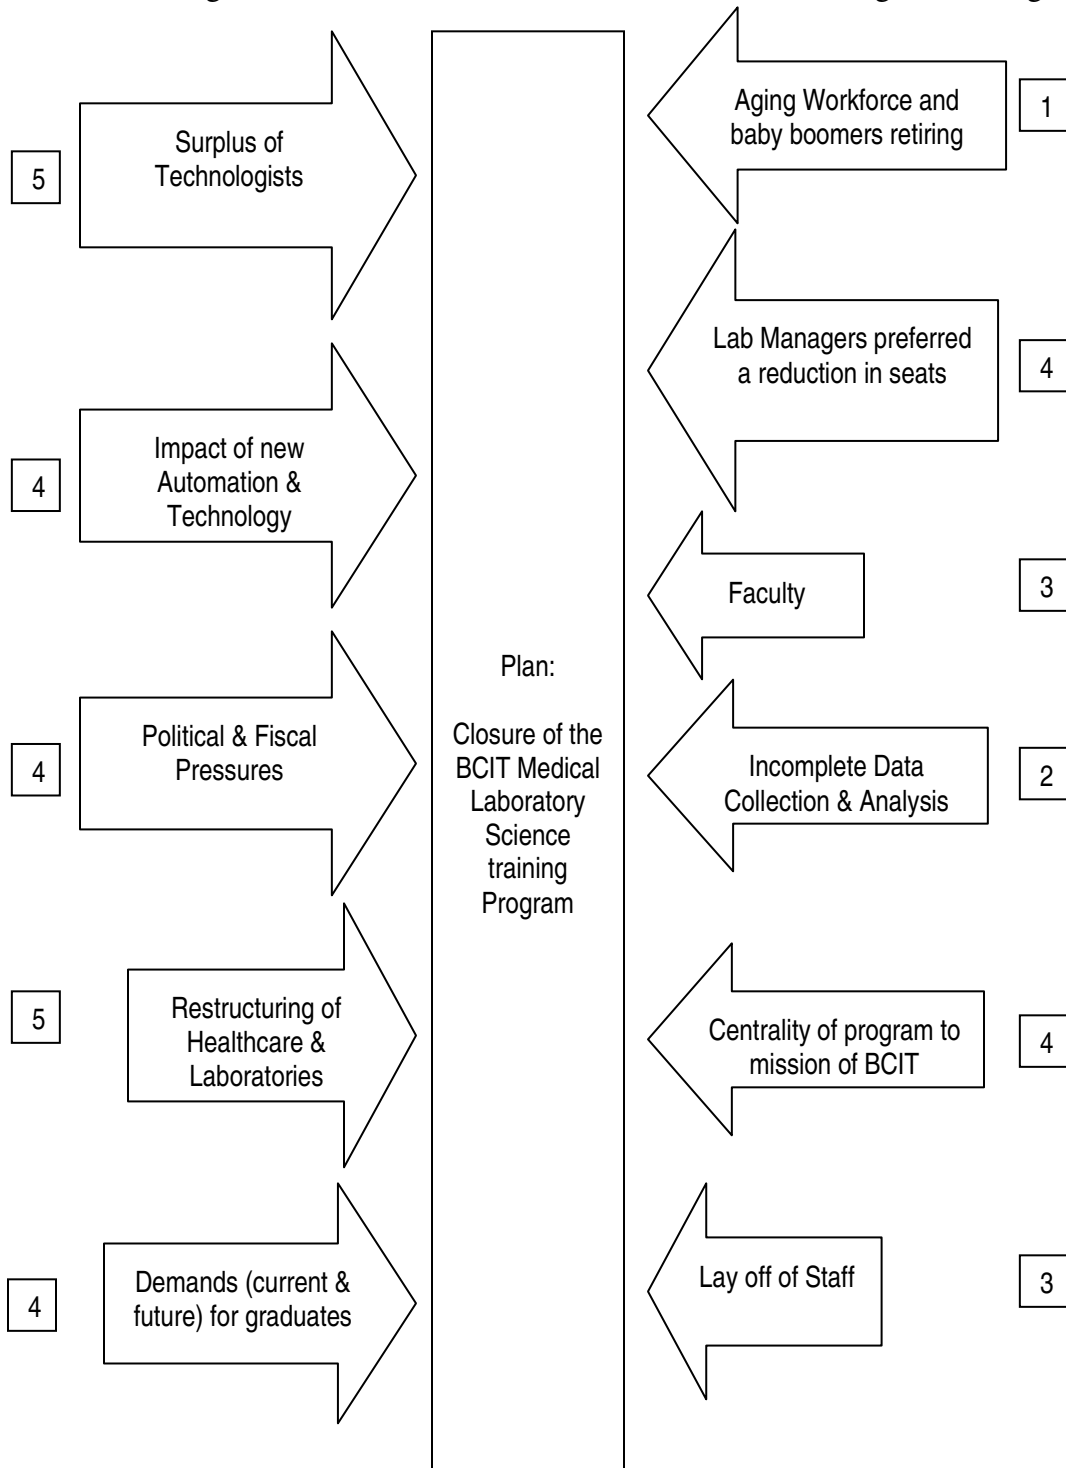 5
Surplus of
Technologists
4
Impact of new
Automation &
Technology
4
Political & Fiscal
Pressures
5
Restructuring of
Healthcare &
Laboratories
4
Demands (current &
future) for graduates
Plan:
Closure of the
BCIT Medical
Laboratory
Science
training
Program
Aging Workforce and
baby boomers retiring
1
Lab Managers preferred
a reduction in seats
4
Faculty
3
Incomplete Data
Collection & Analysis
2
Centrality of program to
mission of BCIT
4
Lay off of Staff
3